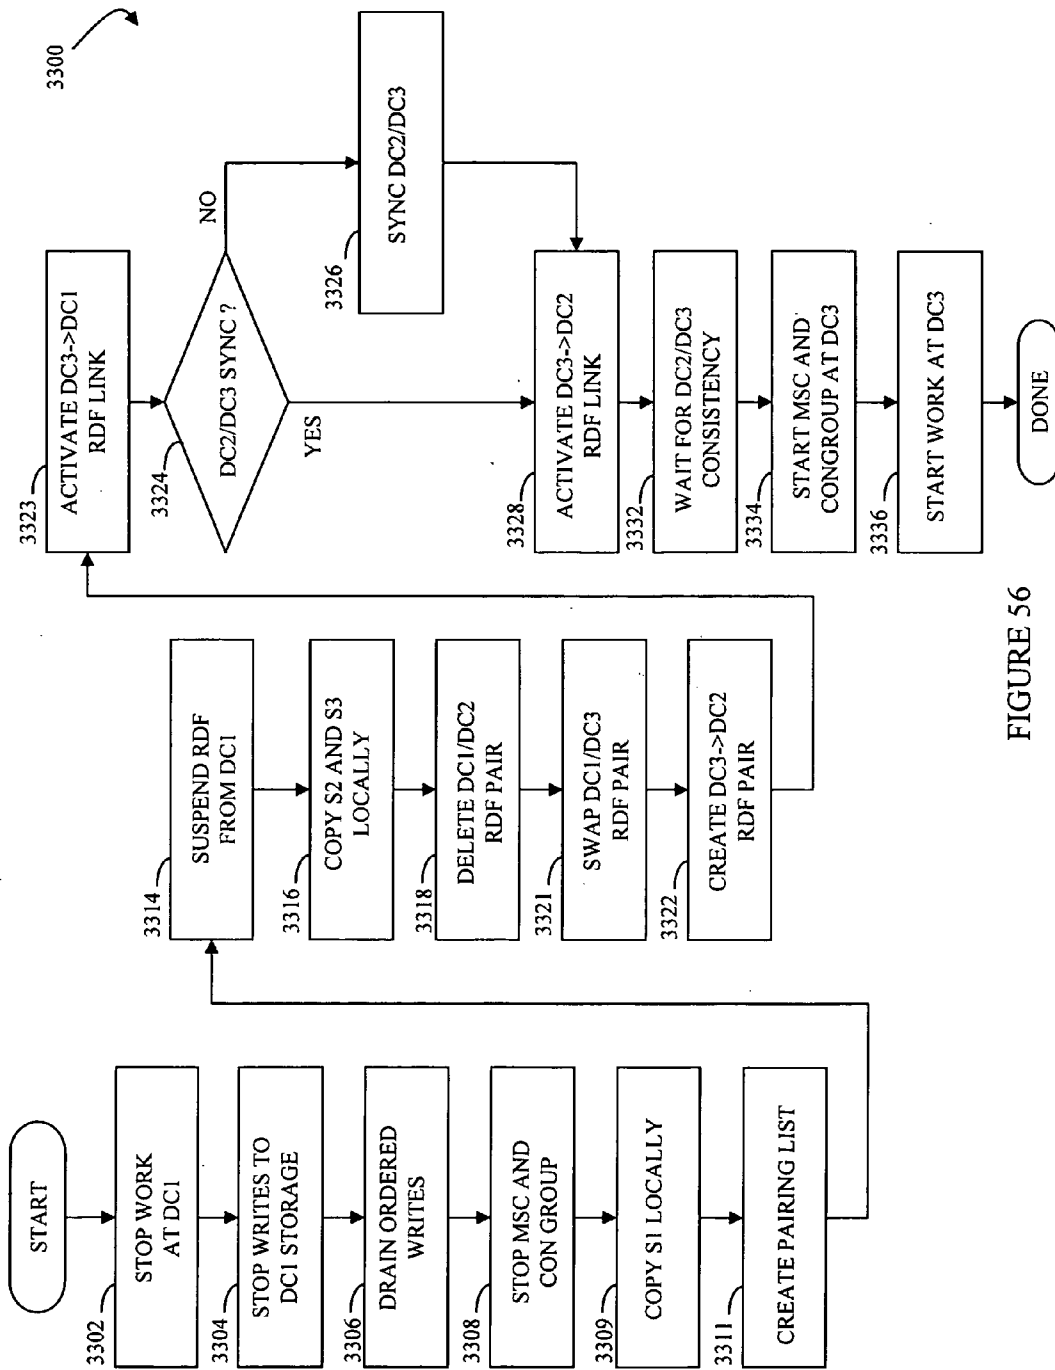 3300
START
3302
STOP WORK
AT DC1
3304
STOP WRITES TO
DC1 STORAGE
3306
DRAIN ORDERED
WRITES
3308
STOP MSC AND
CON GROUP
3309
COPY S1 LOCALLY
3311
CREATE PAIRING LIST
3314
SUSPEND RDF
FROM DC1
3316
COPY S2 AND S3
LOCALLY
3318
DELETE DC1/DC2
RDF PAIR
3321
SWAP DC1/DC3
RDF PAIR
3322
CREATE DC3->DC2
RDF PAIR
3323
ACTIVATE DC3->DC1
RDF LINK
3324
DC2/DC3 SYNC ?
NO
YES
3326
SYNC DC2/DC3
3328
ACTIVATE DC3->DC2
RDF LINK
3332
WAIT FOR DC2/DC3
CONSISTENCY
3334
START MSC AND
CONGROUP AT DC3
3336
START WORK AT DC3
DONE
FIGURE 56